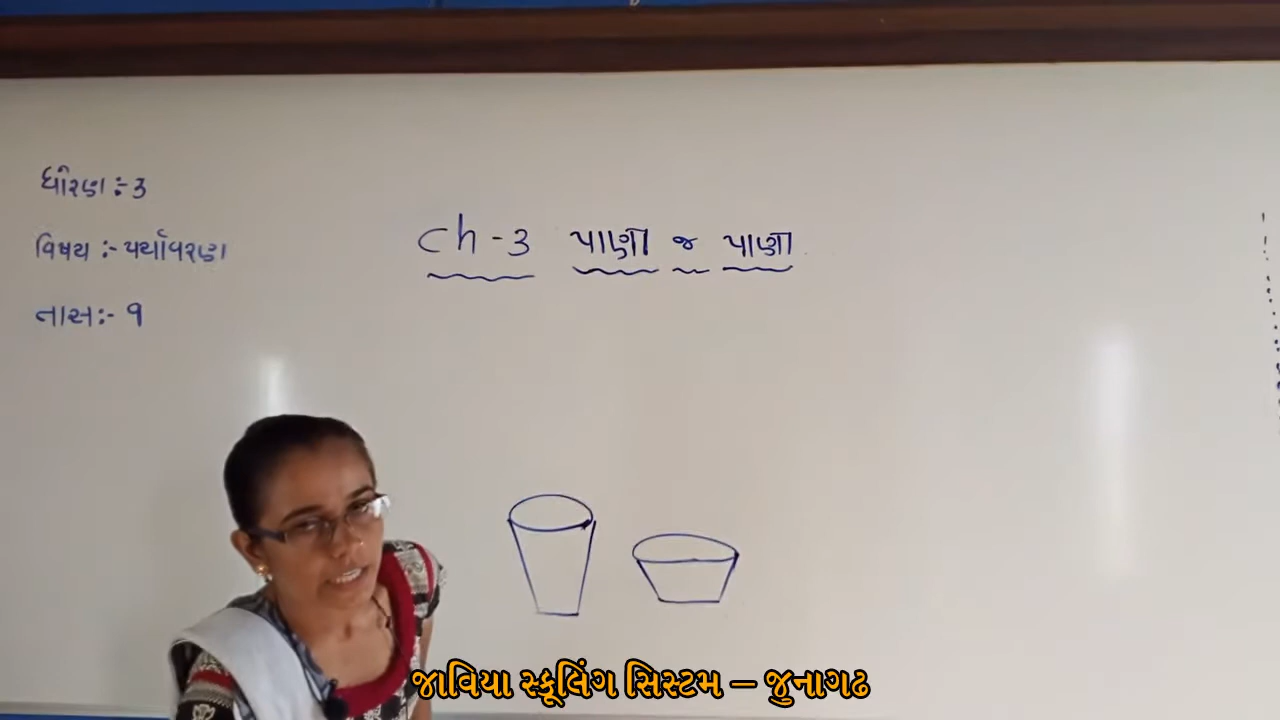 ધોરણ :- 3
વિષય :- પર્યાવરણ
તાસ :- ૧
Ch - 3 પાણી જ પાણી
જાવિયા સ્કૂલિંગ સિસ્ટમ – જુનાગઢ